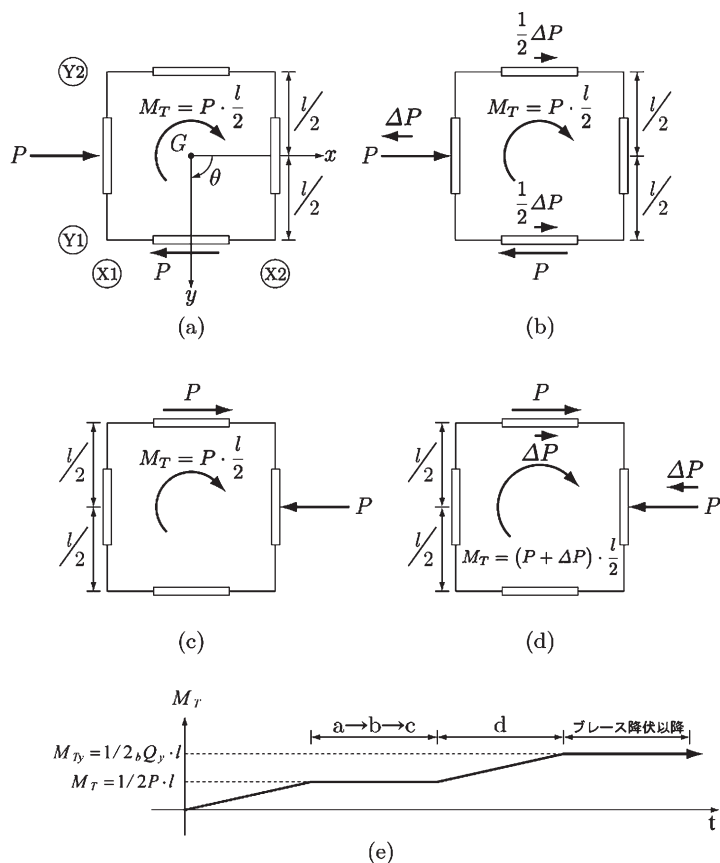 Y2
M_T = P · l/2
l/2
P
G
x
θ
l/2
Y1
P
X1
X2
y
(a)
1/2 ΔP
M_T = P · l/2
l/2
ΔP
P
1/2 ΔP
l/2
P
(b)
P
l/2
M_T = P · l/2
P
l/2
(c)
P
l/2
ΔP
ΔP
P
l/2
M_T = (P + ΔP) · l/2
(d)
M_T
a→b→c
d
ブレース降伏以降
M_Ty = 1/2 _bQ_y · l
M_T = 1/2 P · l
t
(e)